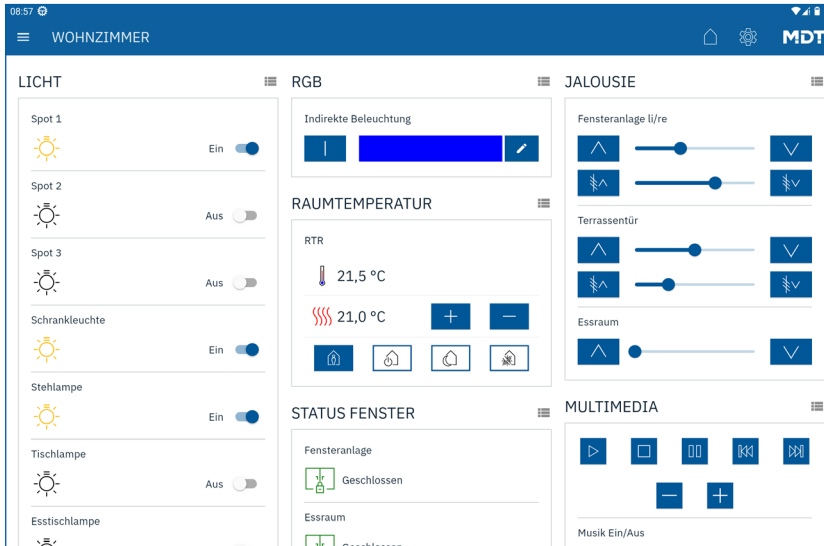 08:57
WOHNZIMMER
MDT
LICHT
Spot 1
Ein
Spot 2
Aus
Spot 3
Aus
Schrankleuchte
Ein
Stehlampe
Ein
Tischlampe
Aus
Esstischlampe
RGB
Indirekte Beleuchtung
RAUMTEMPERATUR
RTR
21,5 °C
21,0 °C
STATUS FENSTER
Fensteranlage
Geschlossen
Essraum
Geschlossen
JALOUSIE
Fensteranlage li/re
Terrassentür
Essraum
MULTIMEDIA
Musik Ein/Aus